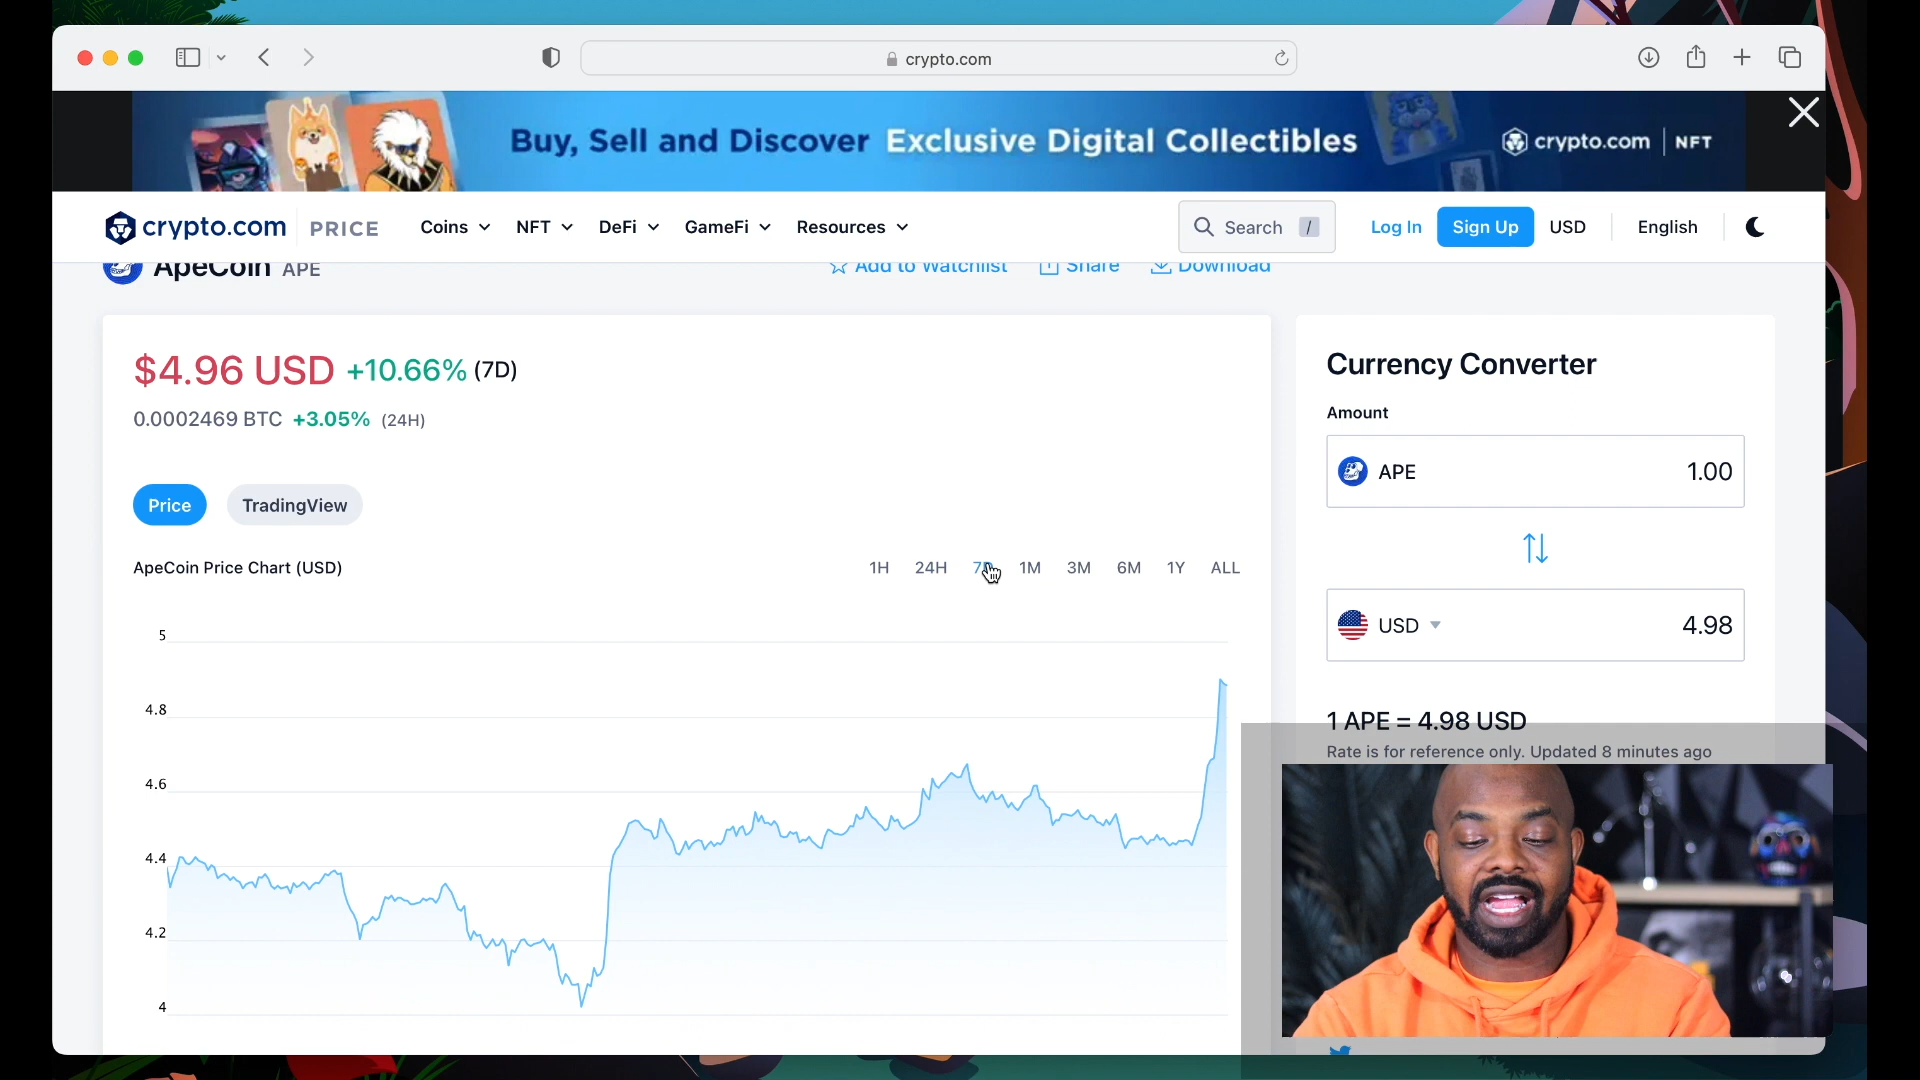 crypto.com
Buy, Sell and Discover Exclusive Digital Collectibles
crypto.com | NFT
crypto.com PRICE Coins NFT DeFi GameFi Resources Search / Log In Sign Up USD English
ApeCoin APE Add to Watchlist Share Download
$4.96 USD +10.66% (7D)
0.0002469 BTC +3.05% (24H)
Price TradingView
ApeCoin Price Chart (USD)
1H 24H 7D 1M 3M 6M 1Y ALL
5
4.8
4.6
4.4
4.2
4
Currency Converter
Amount
APE 1.00
USD 4.98
1 APE = 4.98 USD
Rate is for reference only. Updated 8 minutes ago